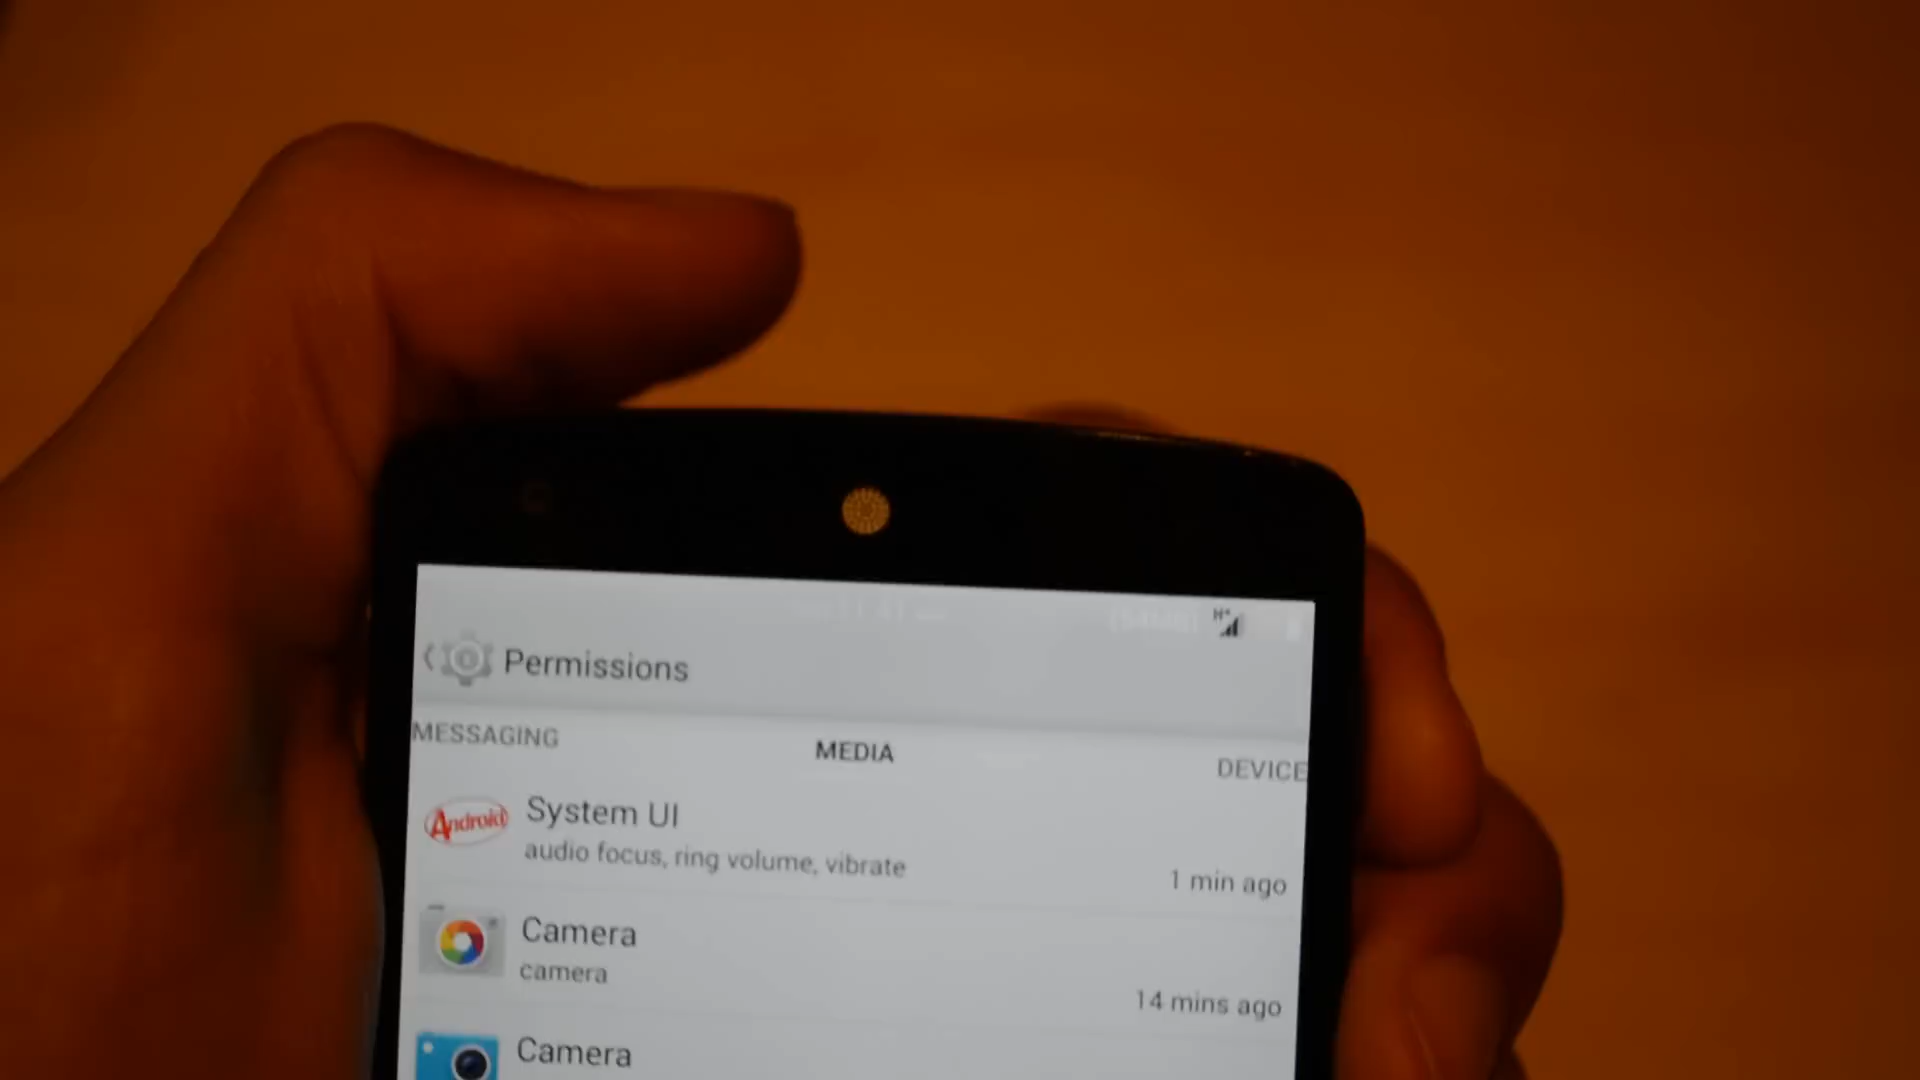 H+
Permissions
MESSAGING
MEDIA
DEVICE
Android
System UI
audio focus, ring volume, vibrate
1 min ago
Camera
camera
14 mins ago
Camera